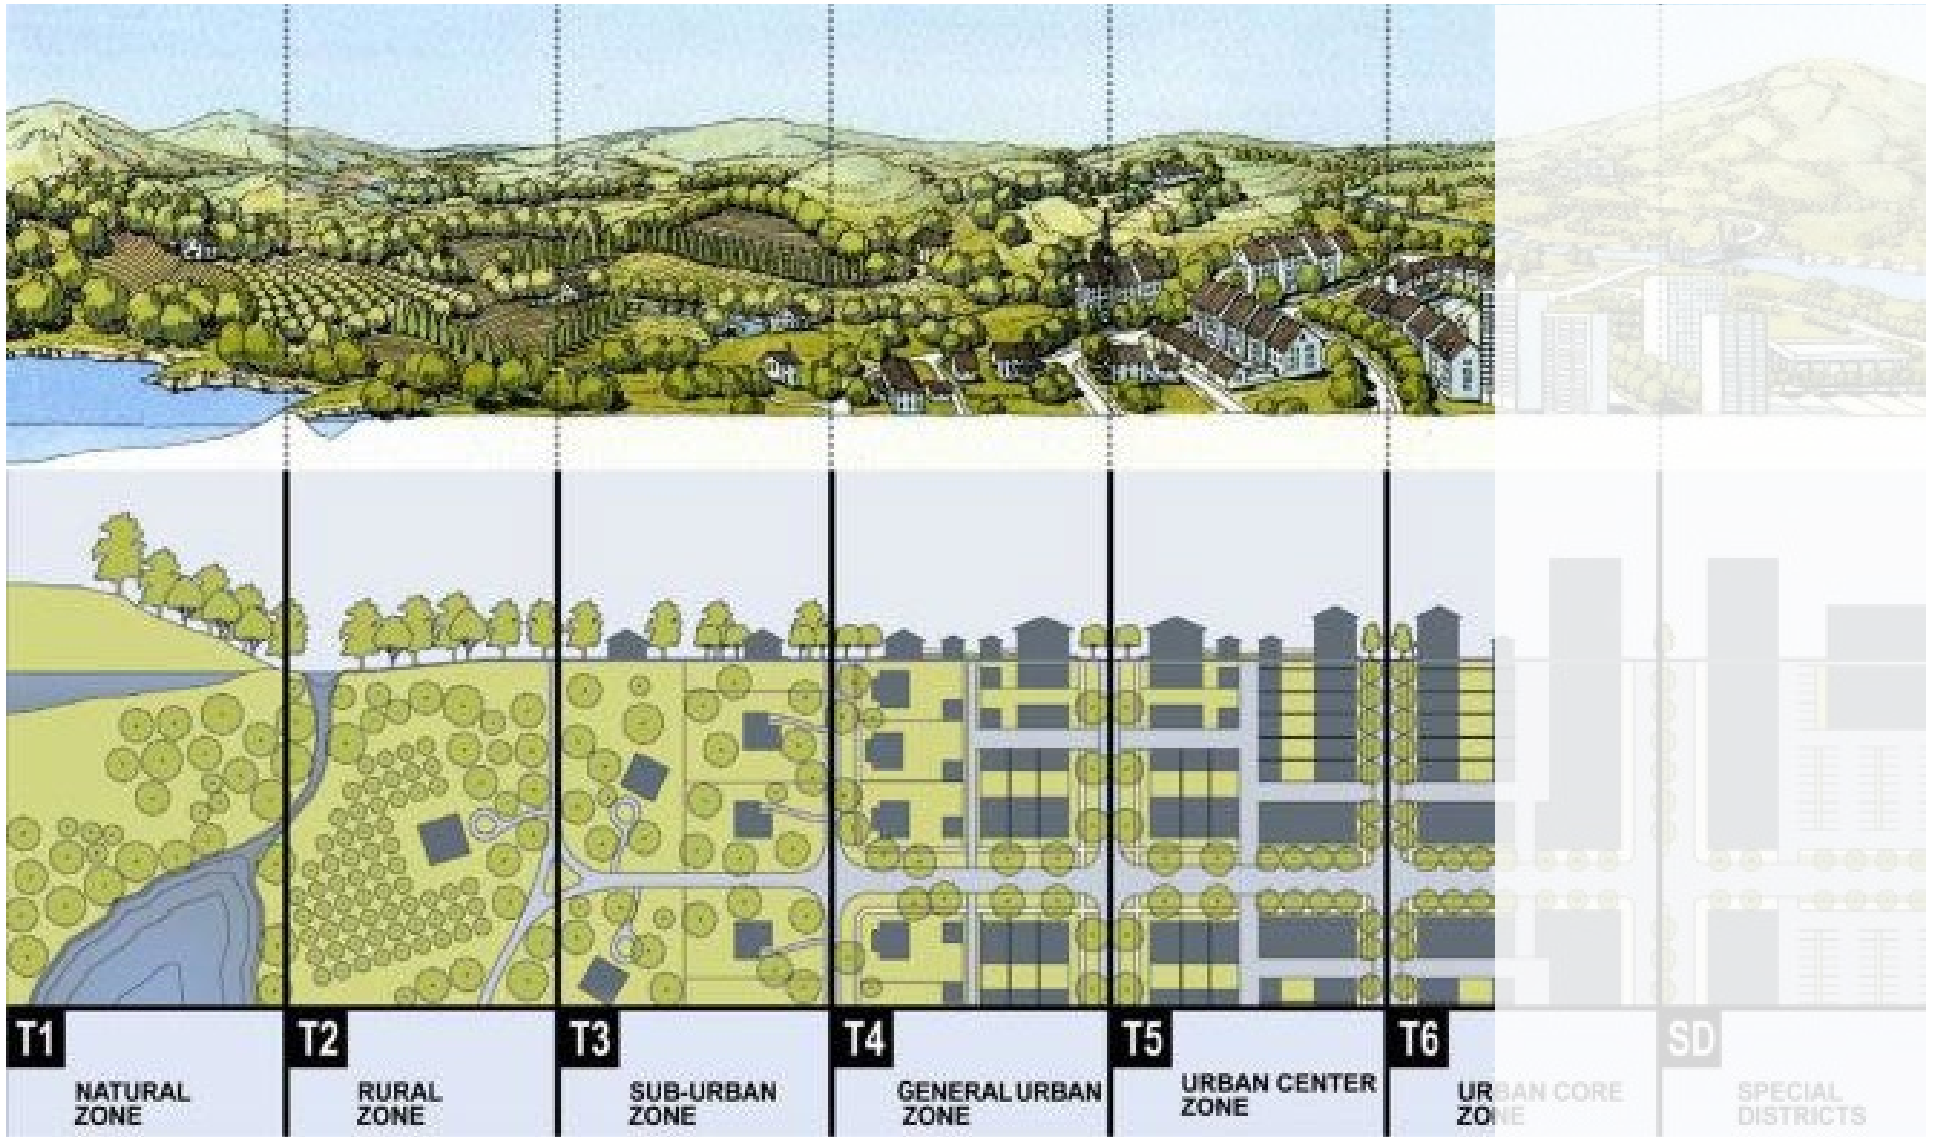 T1
NATURAL
ZONE
T2
RURAL
ZONE
T3
SUB-URBAN
ZONE
T4
GENERAL URBAN
ZONE
T5
URBAN CENTER
ZONE
T6
URBAN CORE
ZONE
SD
SPECIAL
DISTRICTS